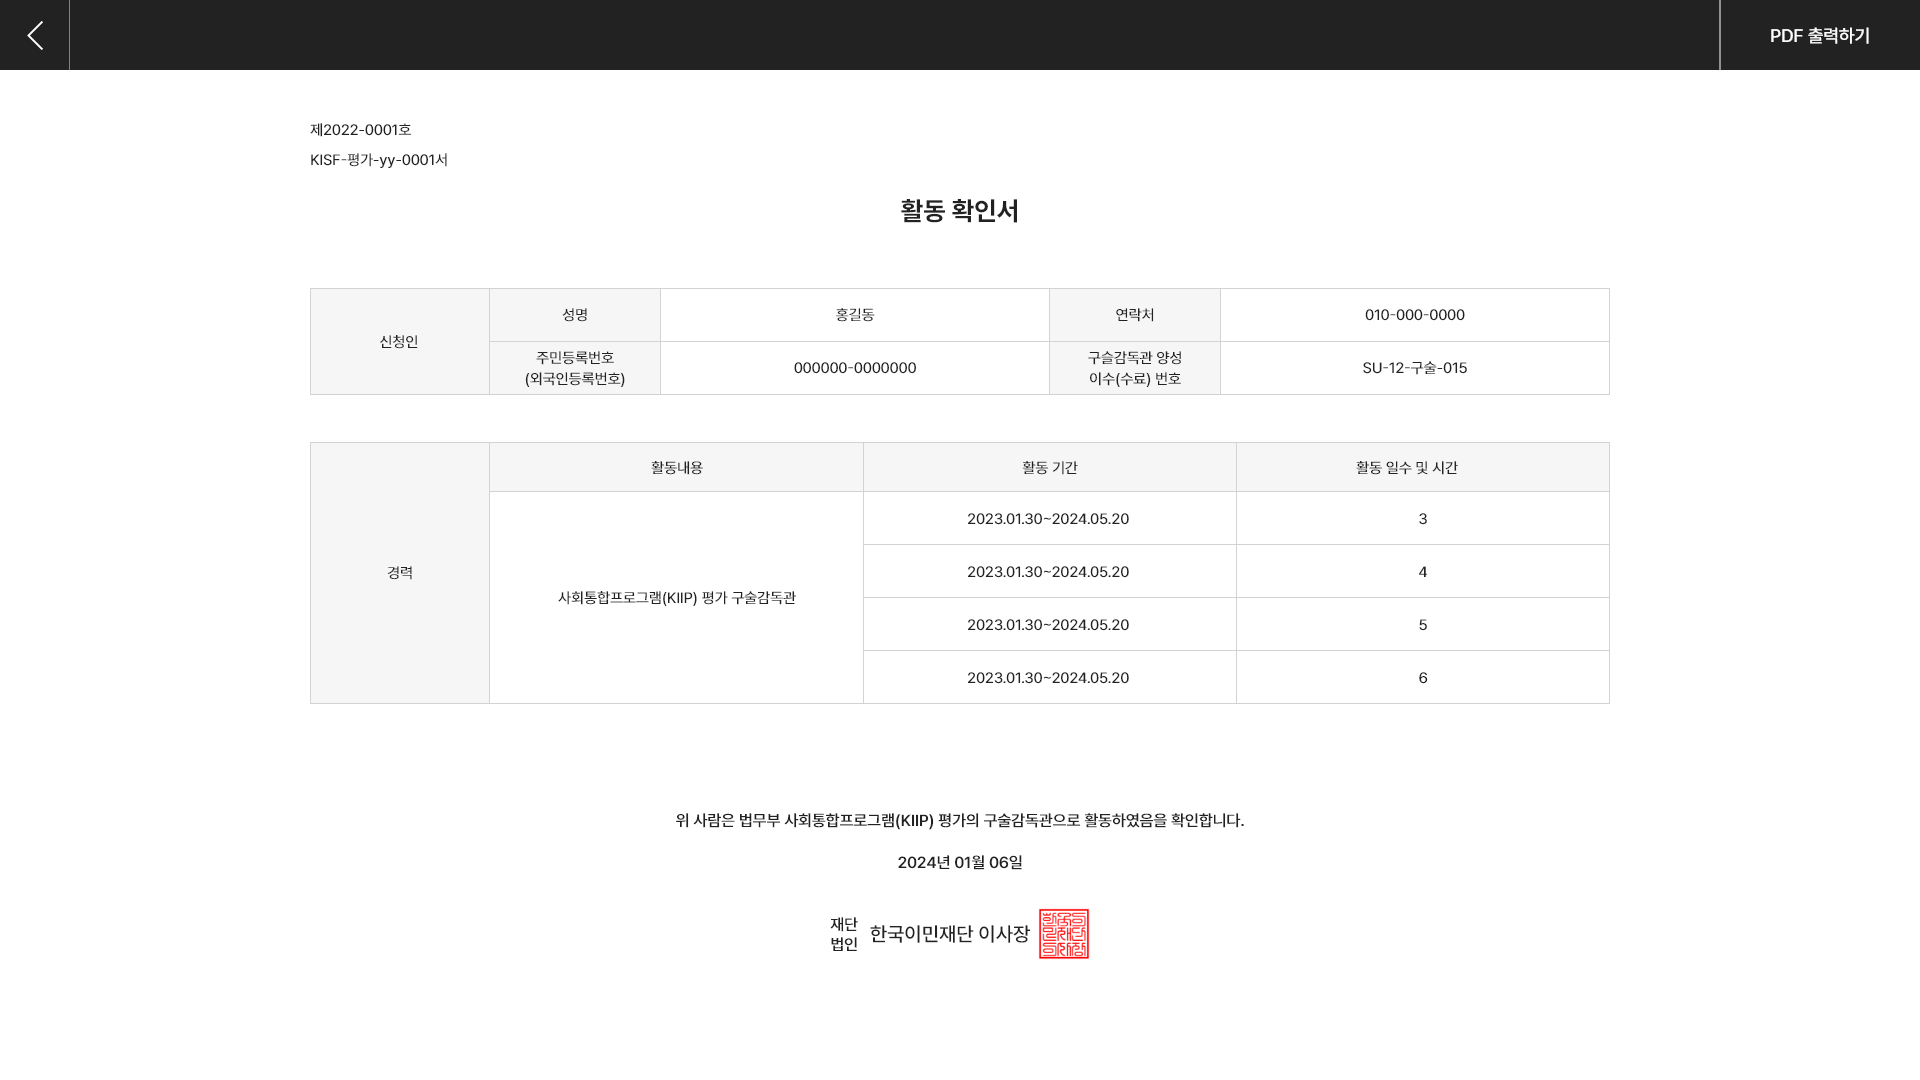 PDF 출력하기
제2022-0001호
KISF-평가-yy-0001서
활동 확인서
신청인
성명
홍길동
연락처
010-000-0000
주민등록번호
(외국인등록번호)
000000-0000000
구슬감독관 양성
이수(수료) 번호
SU-12-구술-015
경력
활동내용
활동 기간
활동 일수 및 시간
사회통합프로그램(KIIP) 평가 구술감독관
2023.01.30~2024.05.20
3
2023.01.30~2024.05.20
4
2023.01.30~2024.05.20
5
2023.01.30~2024.05.20
6
위 사람은 법무부 사회통합프로그램(KIIP) 평가의 구술감독관으로 활동하였음을 확인합니다.
2024년 01월 06일
재단
법인
한국이민재단 이사장